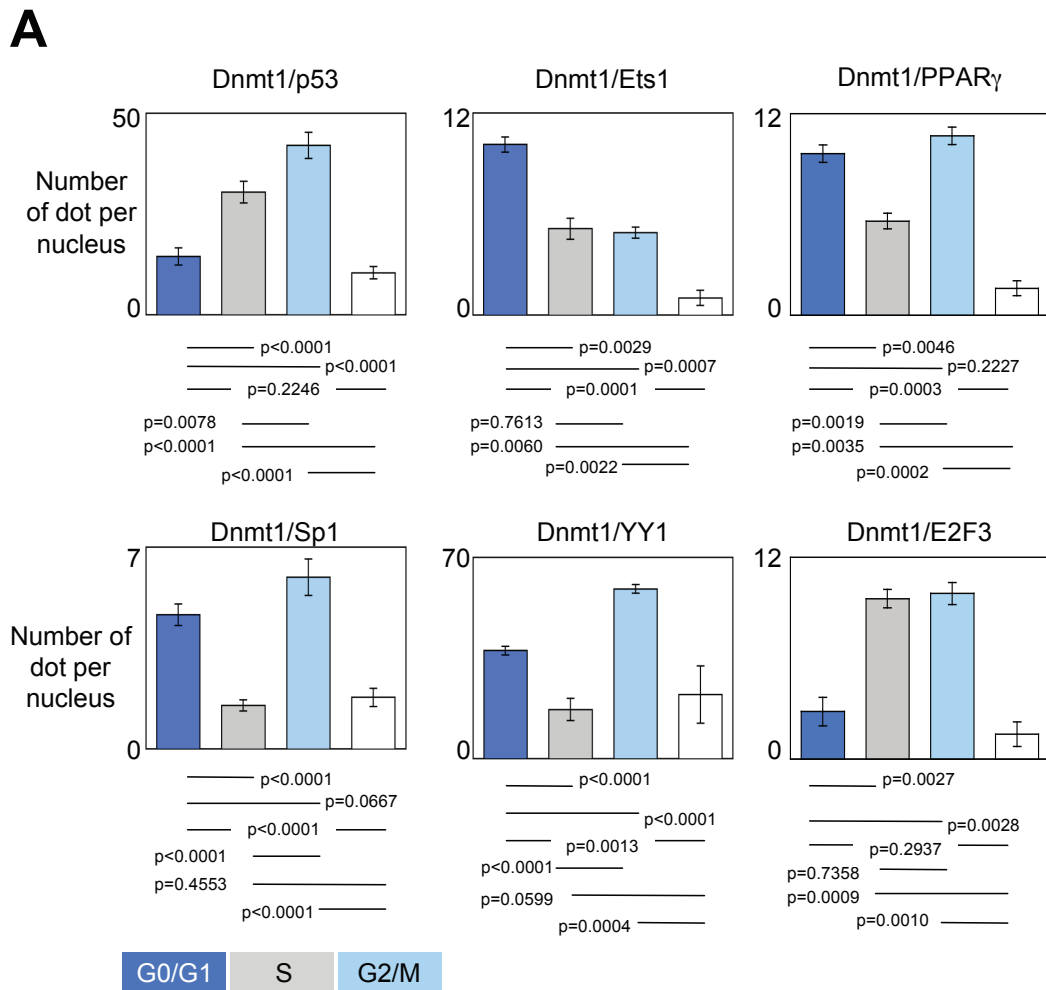 A
Dnmt1/p53
Dnmt1/Ets1
Dnmt1/PPARγ
50
12
12
Number
of dot per
nucleus
0
0
0
p<0.0001
p<0.0001
p=0.2246
p=0.0078
p<0.0001
p<0.0001
p=0.0029
p=0.0007
p=0.0001
p=0.7613
p=0.0060
p=0.0022
p=0.0046
p=0.2227
p=0.0003
p=0.0019
p=0.0035
p=0.0002
Dnmt1/Sp1
Dnmt1/YY1
Dnmt1/E2F3
7
70
12
Number of
dot per
nucleus
0
0
0
p<0.0001
p=0.0667
p<0.0001
p<0.0001
p=0.4553
p<0.0001
p<0.0001
p<0.0001
p=0.0013
p<0.0001
p=0.0599
p=0.0004
p=0.0027
p=0.0028
p=0.2937
p=0.7358
p=0.0009
p=0.0010
G0/G1
S
G2/M